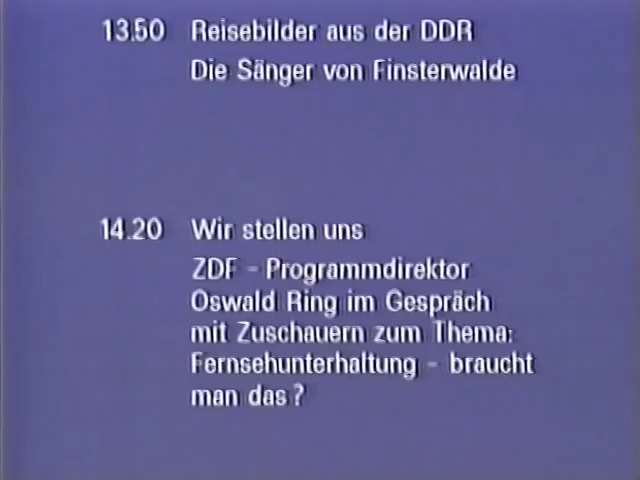 13.50 Reisebilder aus der DDR
Die Sänger von Finsterwalde
14.20 Wir stellen uns
ZDF - Programmdirektor
Oswald Ring im Gespräch
mit Zuschauern zum Thema:
Fernsehunterhaltung - braucht
man das?